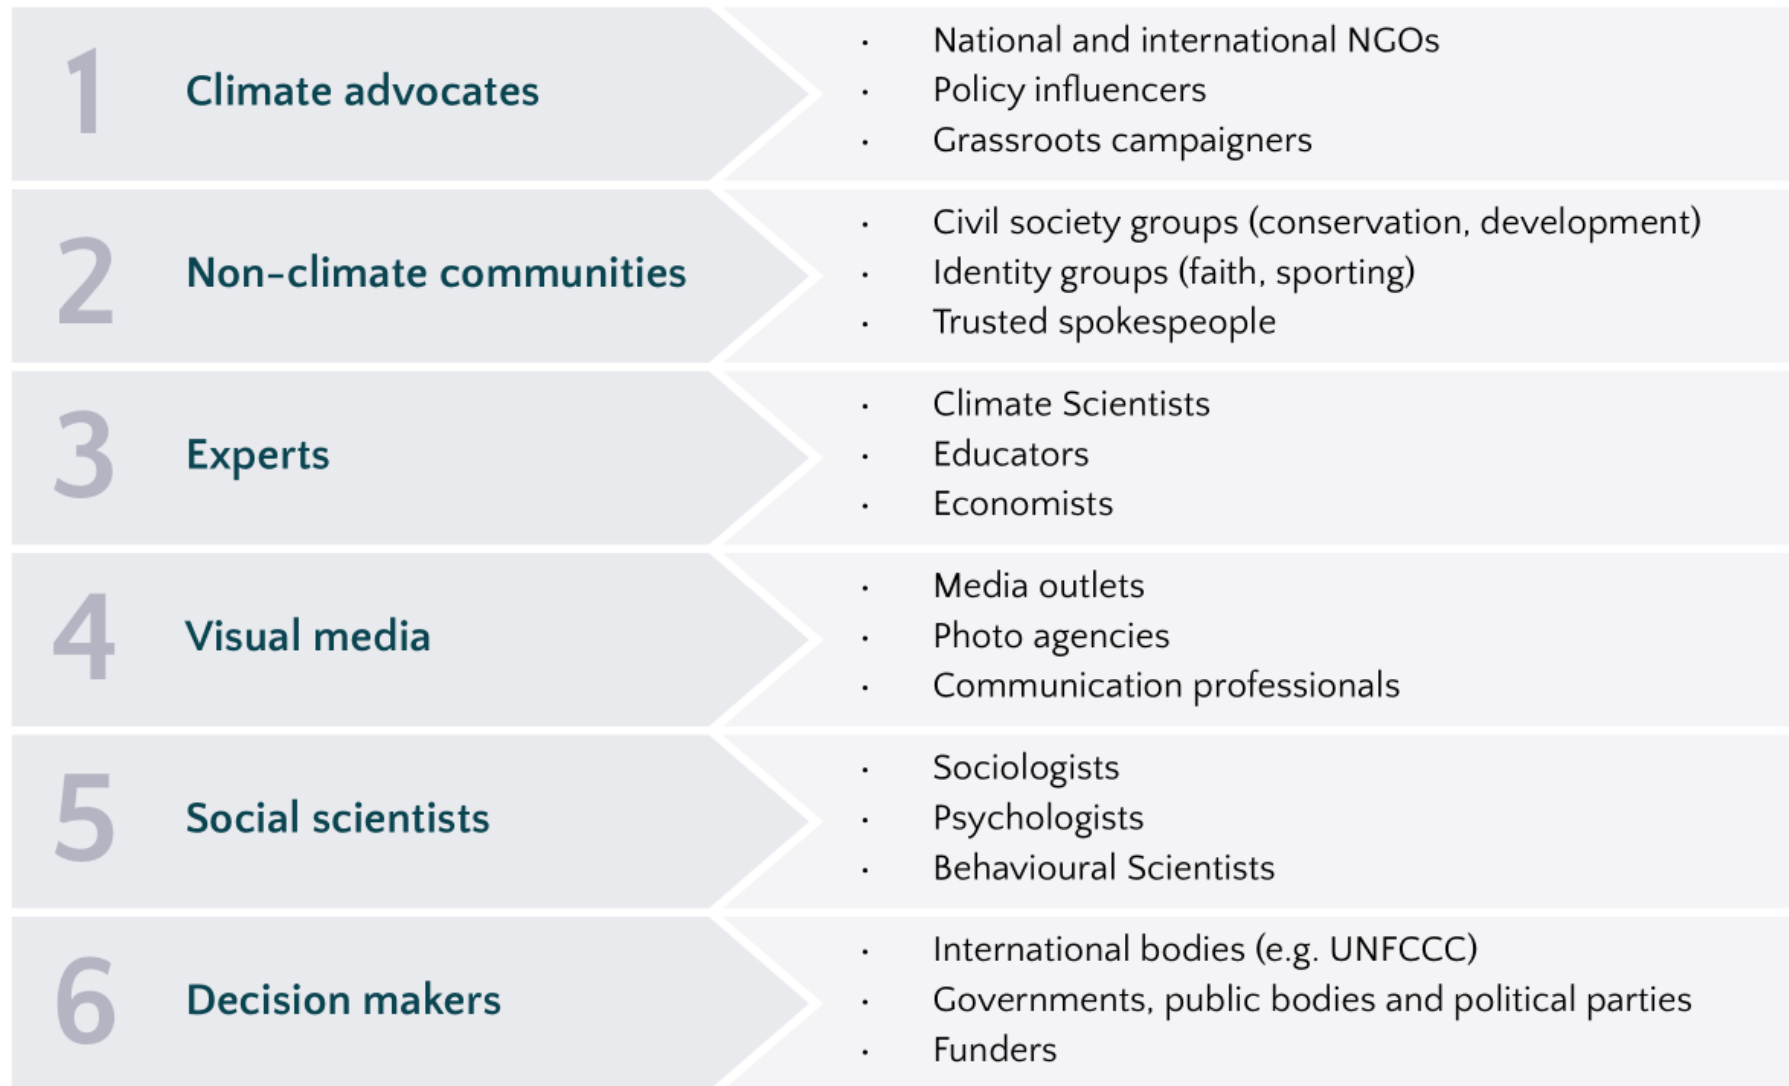 1
Climate advocates
· National and international NGOs
· Policy influencers
· Grassroots campaigners
2
Non-climate communities
· Civil society groups (conservation, development)
· Identity groups (faith, sporting)
· Trusted spokespeople
3
Experts
· Climate Scientists
· Educators
· Economists
4
Visual media
· Media outlets
· Photo agencies
· Communication professionals
5
Social scientists
· Sociologists
· Psychologists
· Behavioural Scientists
6
Decision makers
· International bodies (e.g. UNFCCC)
· Governments, public bodies and political parties
· Funders